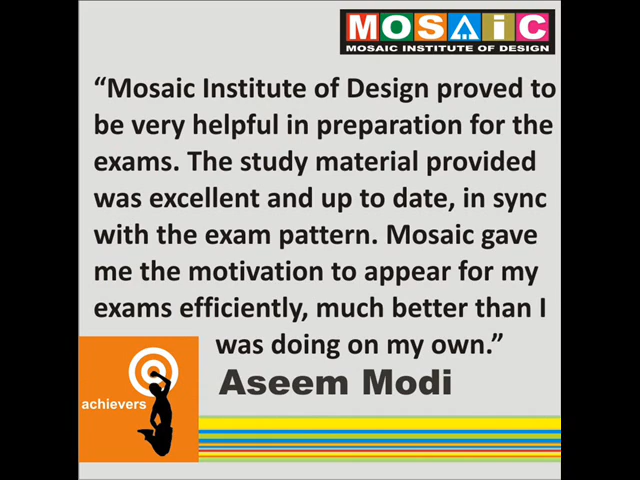 MOSAiC
MOSAIC INSTITUTE OF DESIGN
“Mosaic Institute of Design proved to
be very helpful in preparation for the
exams. The study material provided
was excellent and up to date, in sync
with the exam pattern. Mosaic gave
me the motivation to appear for my
exams efficiently, much better than I
was doing on my own.”
Aseem Modi
achievers